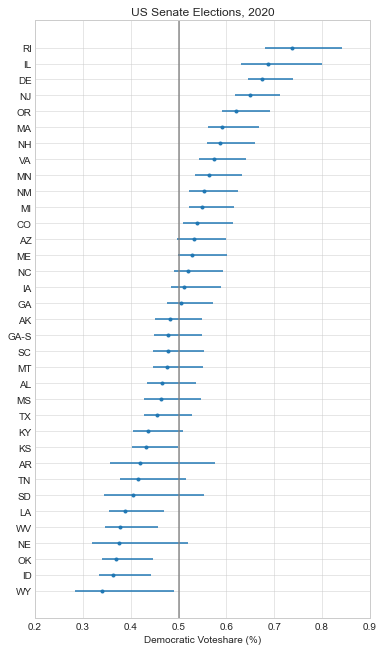 US Senate Elections, 2020
RI
IL
DE
NJ
OR
MA
NH
VA
MN
NM
MI
CO
AZ
ME
NC
IA
GA
AK
GA-S
SC
MT
AL
MS
TX
KY
KS
AR
TN
SD
LA
WV
NE
OK
ID
WY
0.2 0.3 0.4 0.5 0.6 0.7 0.8 0.9
Democratic Voteshare (%)